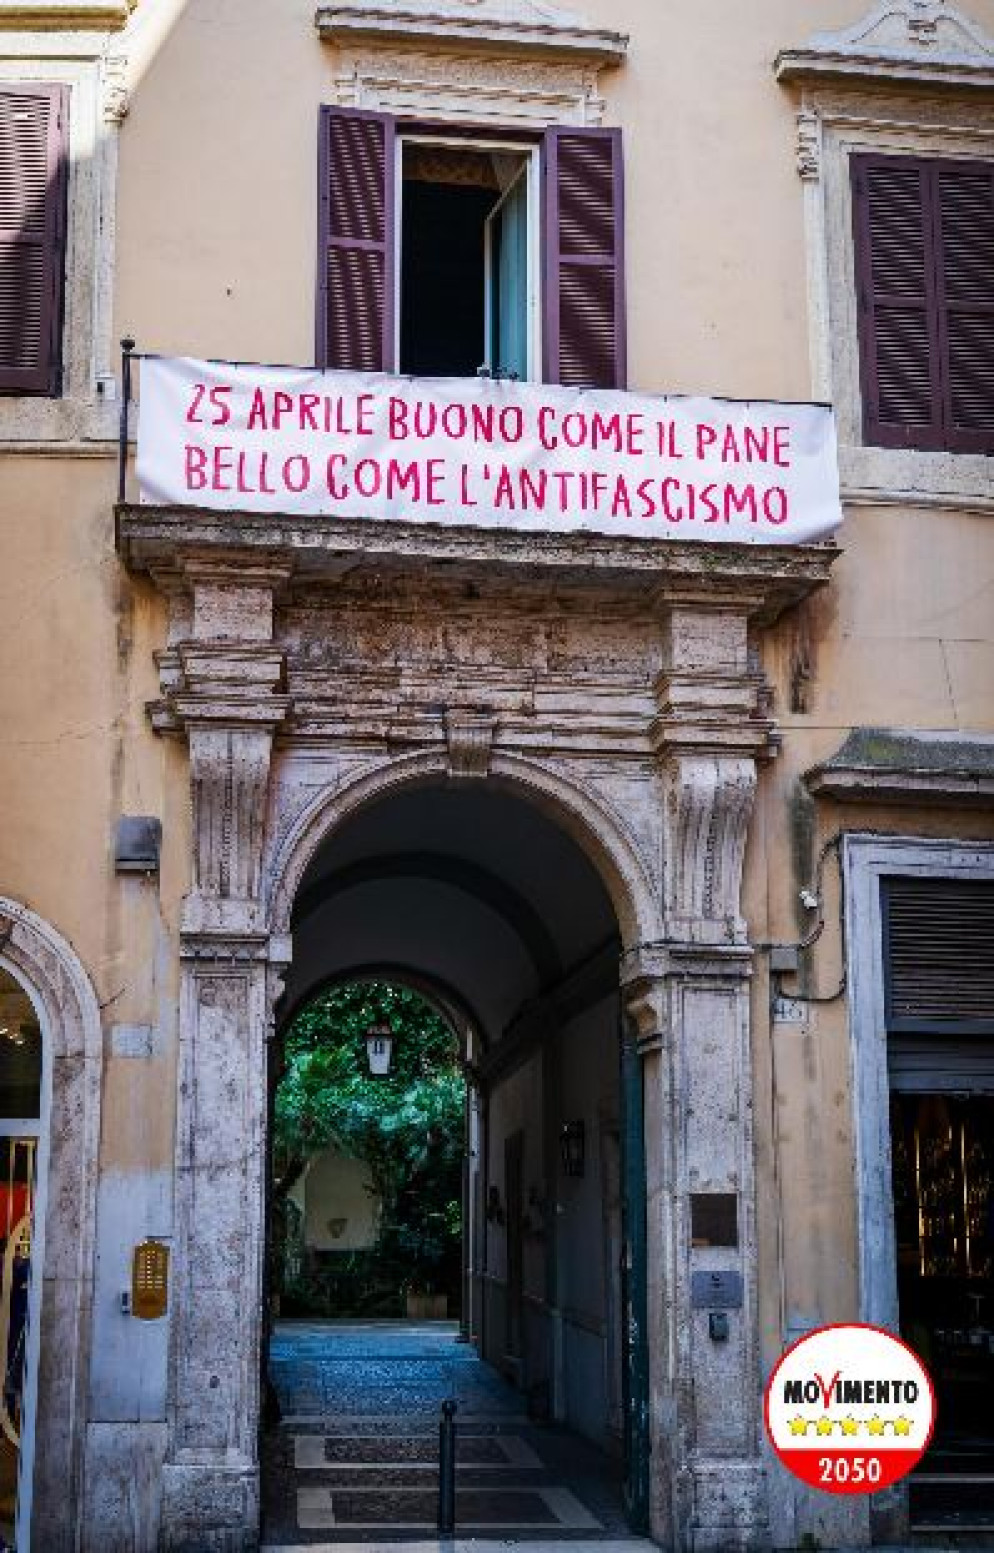 25 APRILE BUONO COME IL PANE
BELLO COME L'ANTIFASCISMO
MOVIMENTO
2050